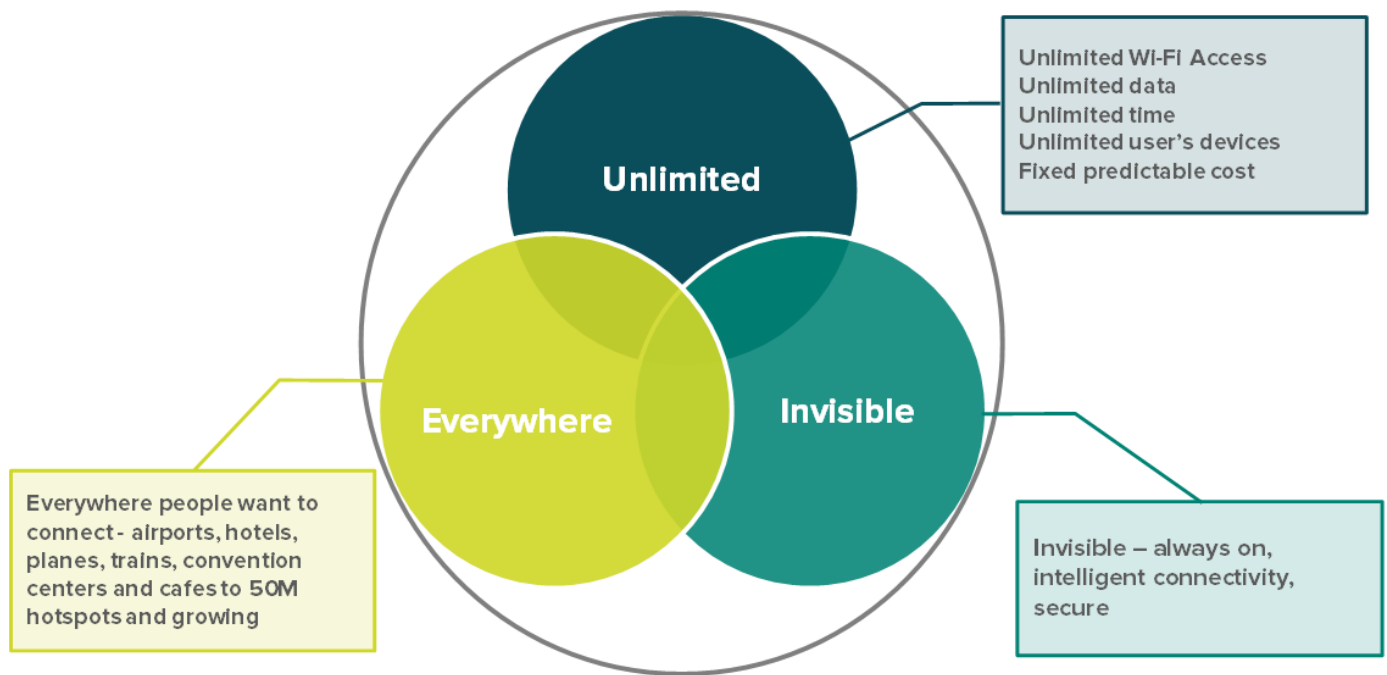 Unlimited
Everywhere
Invisible
Unlimited Wi-Fi Access
Unlimited data
Unlimited time
Unlimited user's devices
Fixed predictable cost
Everywhere people want to
connect - airports, hotels,
planes, trains, convention
centers and cafes to 50M
hotspots and growing
Invisible – always on,
intelligent connectivity,
secure